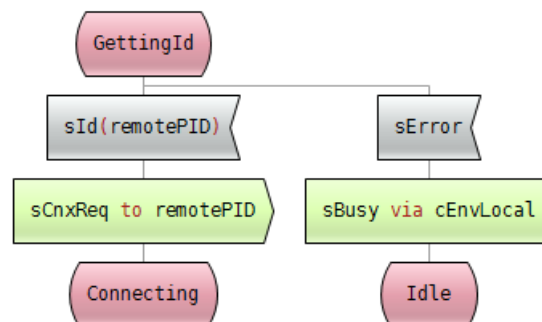 GettingId
sId(remotePID)
sError
sCnxReq to remotePID
sBusy via cEnvLocal
Connecting
Idle